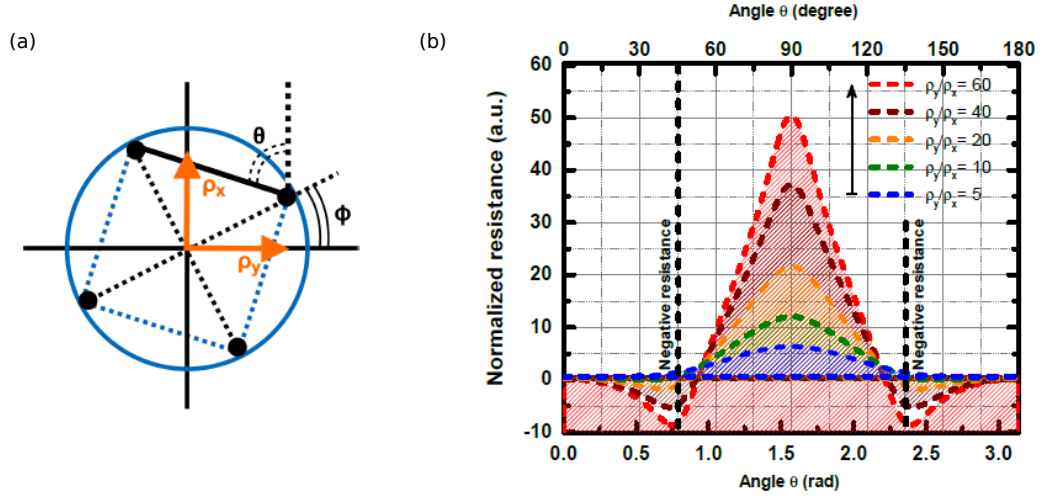 (a)
θ
ρx
ρy
Φ
(b)
Angle θ (degree)
0 30 60 90 120 150 180
Normalized resistance (a.u.)
60
50
40
30
20
10
0
-10
ρy/ρx= 60
ρy/ρx= 40
ρy/ρx= 20
ρy/ρx= 10
ρy/ρx= 5
Negative resistance
Negative resistance
0.0 0.5 1.0 1.5 2.0 2.5 3.0
Angle θ (rad)